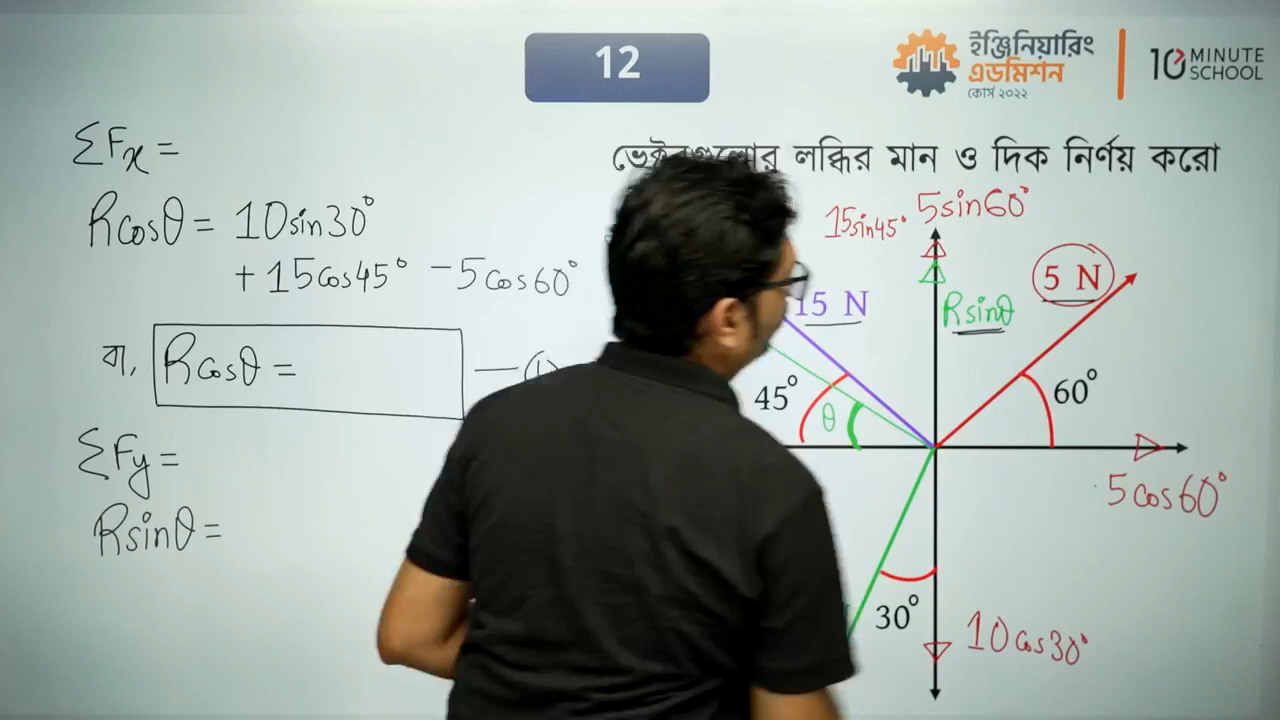 12
ইঞ্জিনিয়ারিং
এডমিশন
কোর্স ২০২২
10 MINUTE
SCHOOL
ΣFx =
Rcosθ = 10sin30°
+ 15cos45° - 5cos60°
বা, Rcosθ =
ΣFy =
Rsinθ =
লব্ধির মান ও দিক নির্ণয় করো
15sin45° 5sin60°
15 N
Rsinθ
5 N
45°
θ
60°
5cos60°
30°
10cos30°